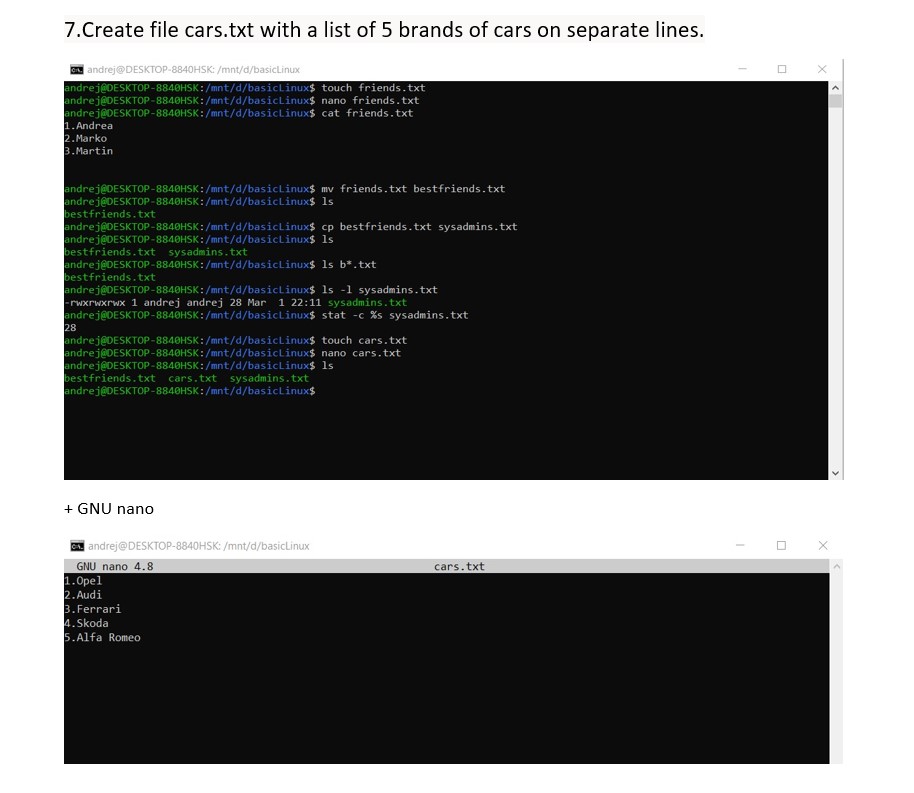 7.Create file cars.txt with a list of 5 brands of cars on separate lines.
andrej@DESKTOP-8840HSK: /mnt/d/basicLinux
andrej@DESKTOP-8840HSK:/mnt/d/basicLinux$ touch friends.txt
andrej@DESKTOP-8840HSK:/mnt/d/basicLinux$ nano friends.txt
andrej@DESKTOP-8840HSK:/mnt/d/basicLinux$ cat friends.txt
1.Andrea
2.Marko
3.Martin
andrej@DESKTOP-8840HSK:/mnt/d/basicLinux$ mv friends.txt bestfriends.txt
andrej@DESKTOP-8840HSK:/mnt/d/basicLinux$ ls
bestfriends.txt
andrej@DESKTOP-8840HSK:/mnt/d/basicLinux$ cp bestfriends.txt sysadmins.txt
andrej@DESKTOP-8840HSK:/mnt/d/basicLinux$ ls
bestfriends.txt  sysadmins.txt
andrej@DESKTOP-8840HSK:/mnt/d/basicLinux$ ls b*.txt
bestfriends.txt
andrej@DESKTOP-8840HSK:/mnt/d/basicLinux$ ls -l sysadmins.txt
-rwxrwxrwx 1 andrej andrej 28 Mar  1 22:11 sysadmins.txt
andrej@DESKTOP-8840HSK:/mnt/d/basicLinux$ stat -c %s sysadmins.txt
28
andrej@DESKTOP-8840HSK:/mnt/d/basicLinux$ touch cars.txt
andrej@DESKTOP-8840HSK:/mnt/d/basicLinux$ nano cars.txt
andrej@DESKTOP-8840HSK:/mnt/d/basicLinux$ ls
bestfriends.txt  cars.txt  sysadmins.txt
andrej@DESKTOP-8840HSK:/mnt/d/basicLinux$
+ GNU nano
andrej@DESKTOP-8840HSK: /mnt/d/basicLinux
GNU nano 4.8 cars.txt
1.Opel
2.Audi
3.Ferrari
4.Skoda
5.Alfa Romeo